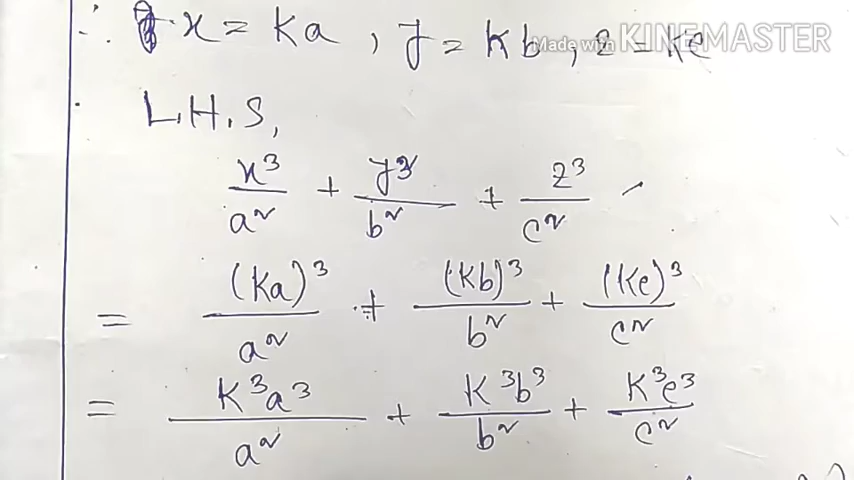 ∴ x = Ka, y = Kb, z = Kc
Made with KINEMASTER
L.H.S,
x³/a² + y³/b² + z³/c²
= (Ka)³/a² + (Kb)³/b² + (Kc)³/c²
= K³a³/a² + K³b³/b² + K³c³/c²